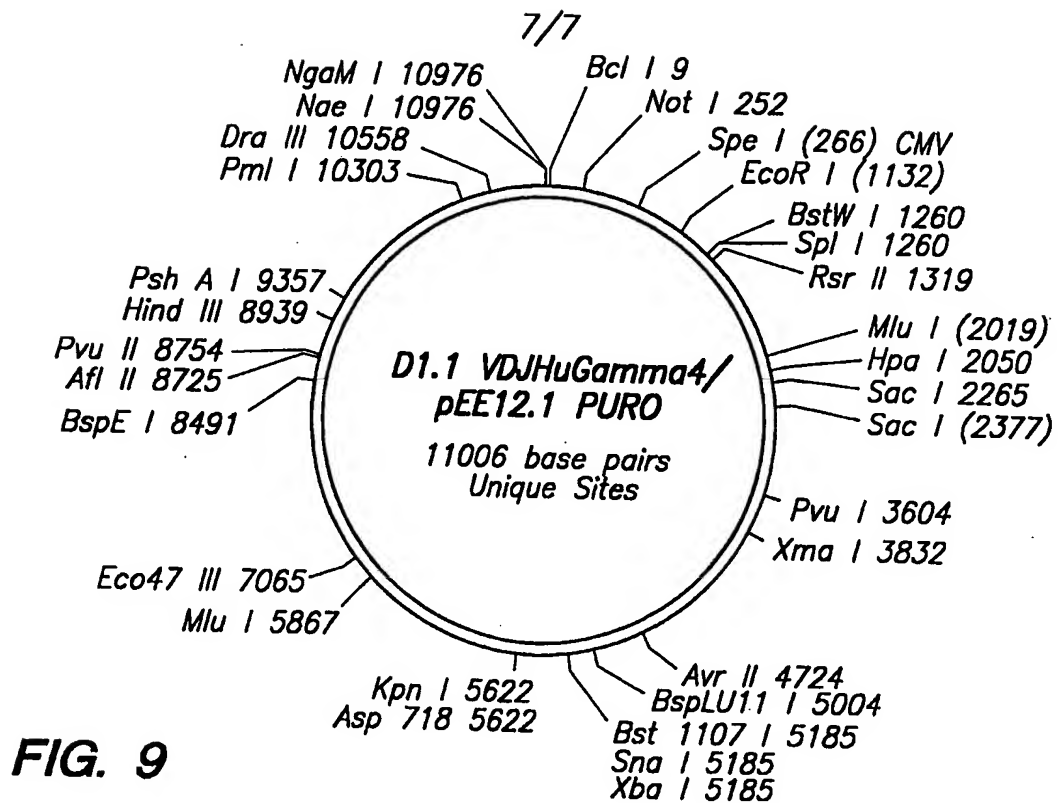 7/7
NgaM I 10976
Nae I 10976
Dra III 10558
Pml I 10303
Bcl I 9
Not I 252
Spe I (266) CMV
EcoR I (1132)
BstW I 1260
Spl I 1260
Rsr II 1319
Mlu I (2019)
Hpa I 2050
Sac I 2265
Sac I (2377)
Pvu I 3604
Xma I 3832
Avr II 4724
BspLU11 I 5004
Bst 1107 I 5185
Sna I 5185
Xba I 5185
Kpn I 5622
Asp 718 5622
Mlu I 5867
Eco47 III 7065
BspE I 8491
Afl II 8725
Pvu II 8754
Hind III 8939
Psh A I 9357
D1.1 VDJHuGamma4/
pEE12.1 PURO
11006 base pairs
Unique Sites
FIG. 9